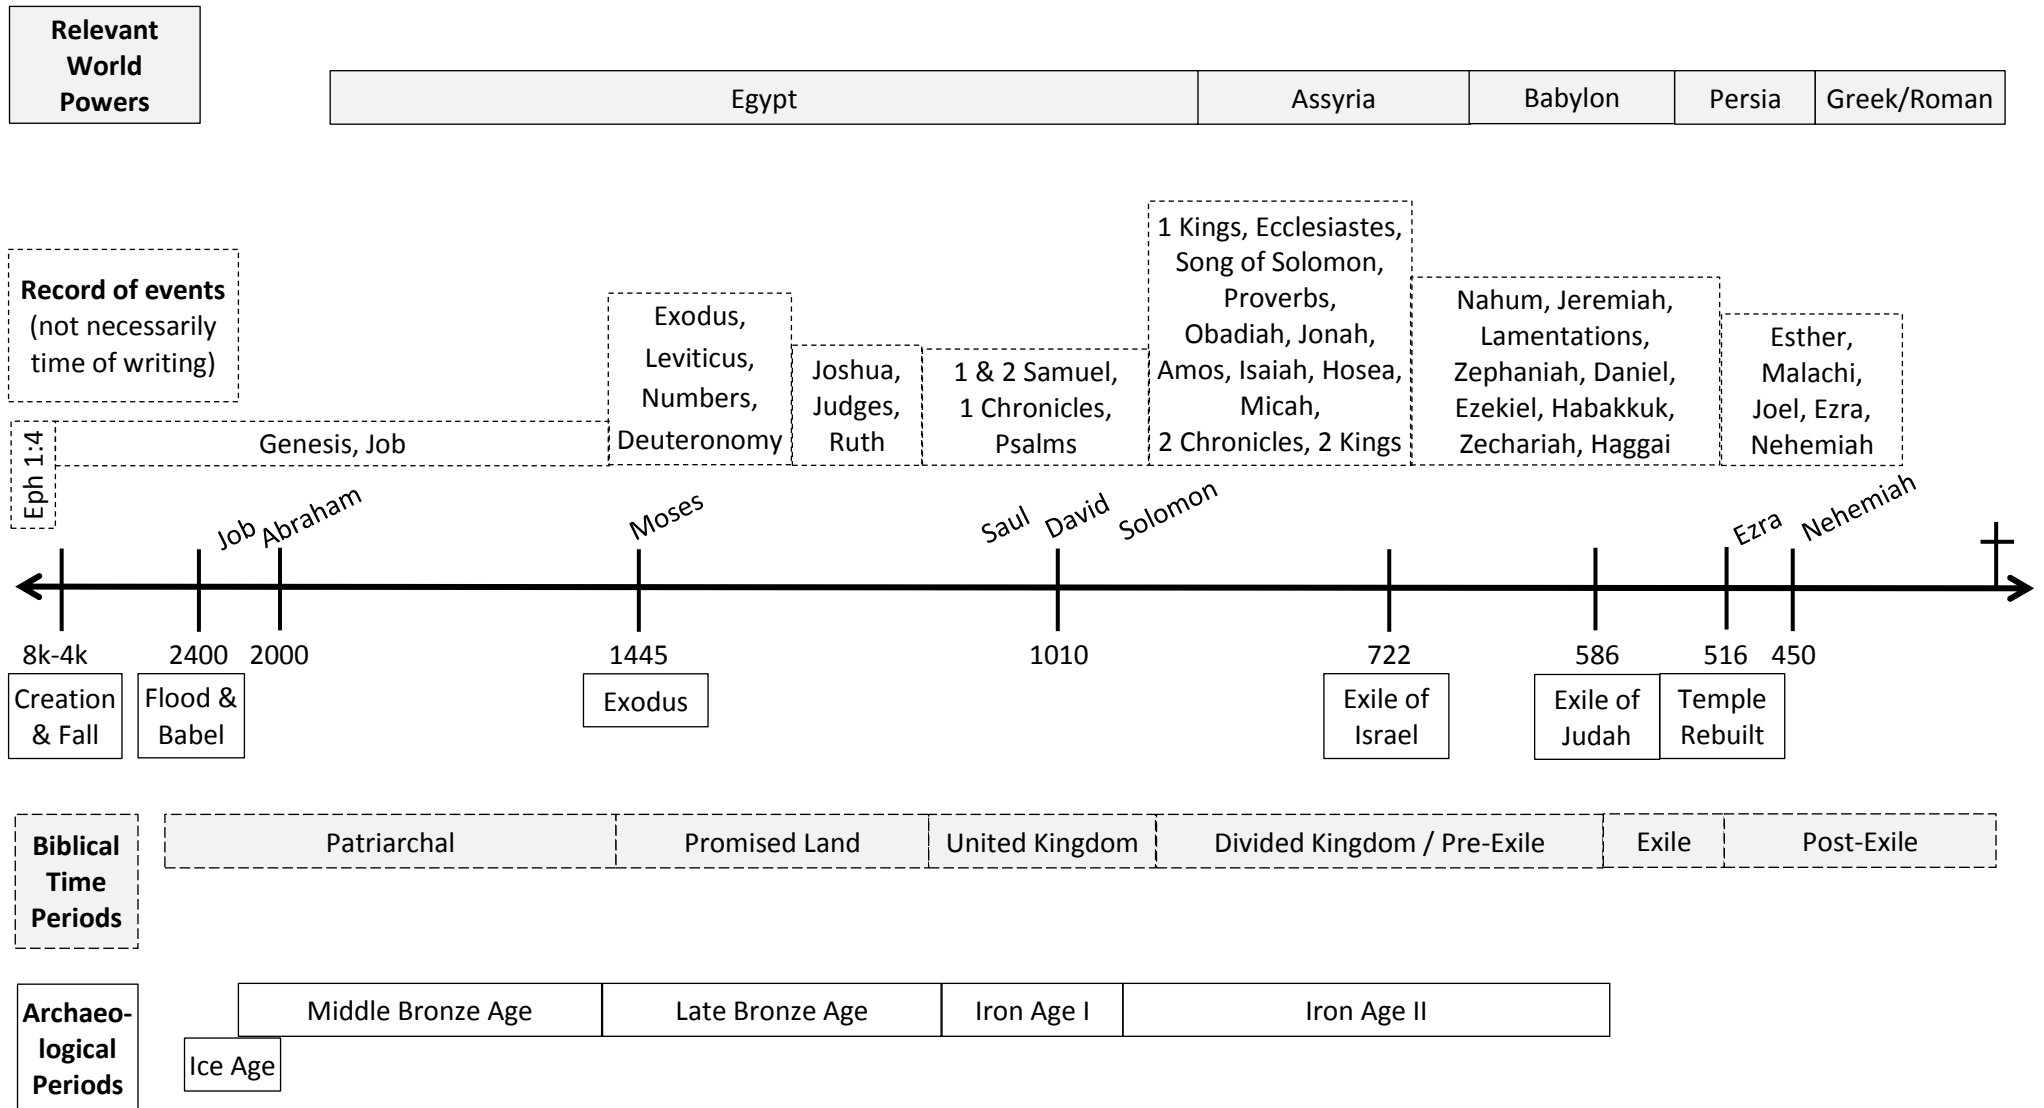 Relevant
World
Powers
Egypt
Assyria
Babylon
Persia
Greek/Roman
Record of events
(not necessarily
time of writing)
Eph 1:4
Genesis, Job
Exodus,
Leviticus,
Numbers,
Deuteronomy
Joshua,
Judges,
Ruth
1 & 2 Samuel,
1 Chronicles,
Psalms
1 Kings, Ecclesiastes,
Song of Solomon,
Proverbs,
Obadiah, Jonah,
Amos, Isaiah, Hosea,
Micah,
2 Chronicles, 2 Kings
Nahum, Jeremiah,
Lamentations,
Zephaniah, Daniel,
Ezekiel, Habakkuk,
Zechariah, Haggai
Esther,
Malachi,
Joel, Ezra,
Nehemiah
Job
Abraham
Moses
Saul
David
Solomon
Ezra
Nehemiah
8k-4k
2400
2000
1445
1010
722
586
516
450
Creation
& Fall
Flood &
Babel
Exodus
Exile of
Israel
Exile of
Judah
Temple
Rebuilt
Biblical
Time
Periods
Patriarchal
Promised Land
United Kingdom
Divided Kingdom / Pre-Exile
Exile
Post-Exile
Archaeo-
logical
Periods
Middle Bronze Age
Late Bronze Age
Iron Age I
Iron Age II
Ice Age